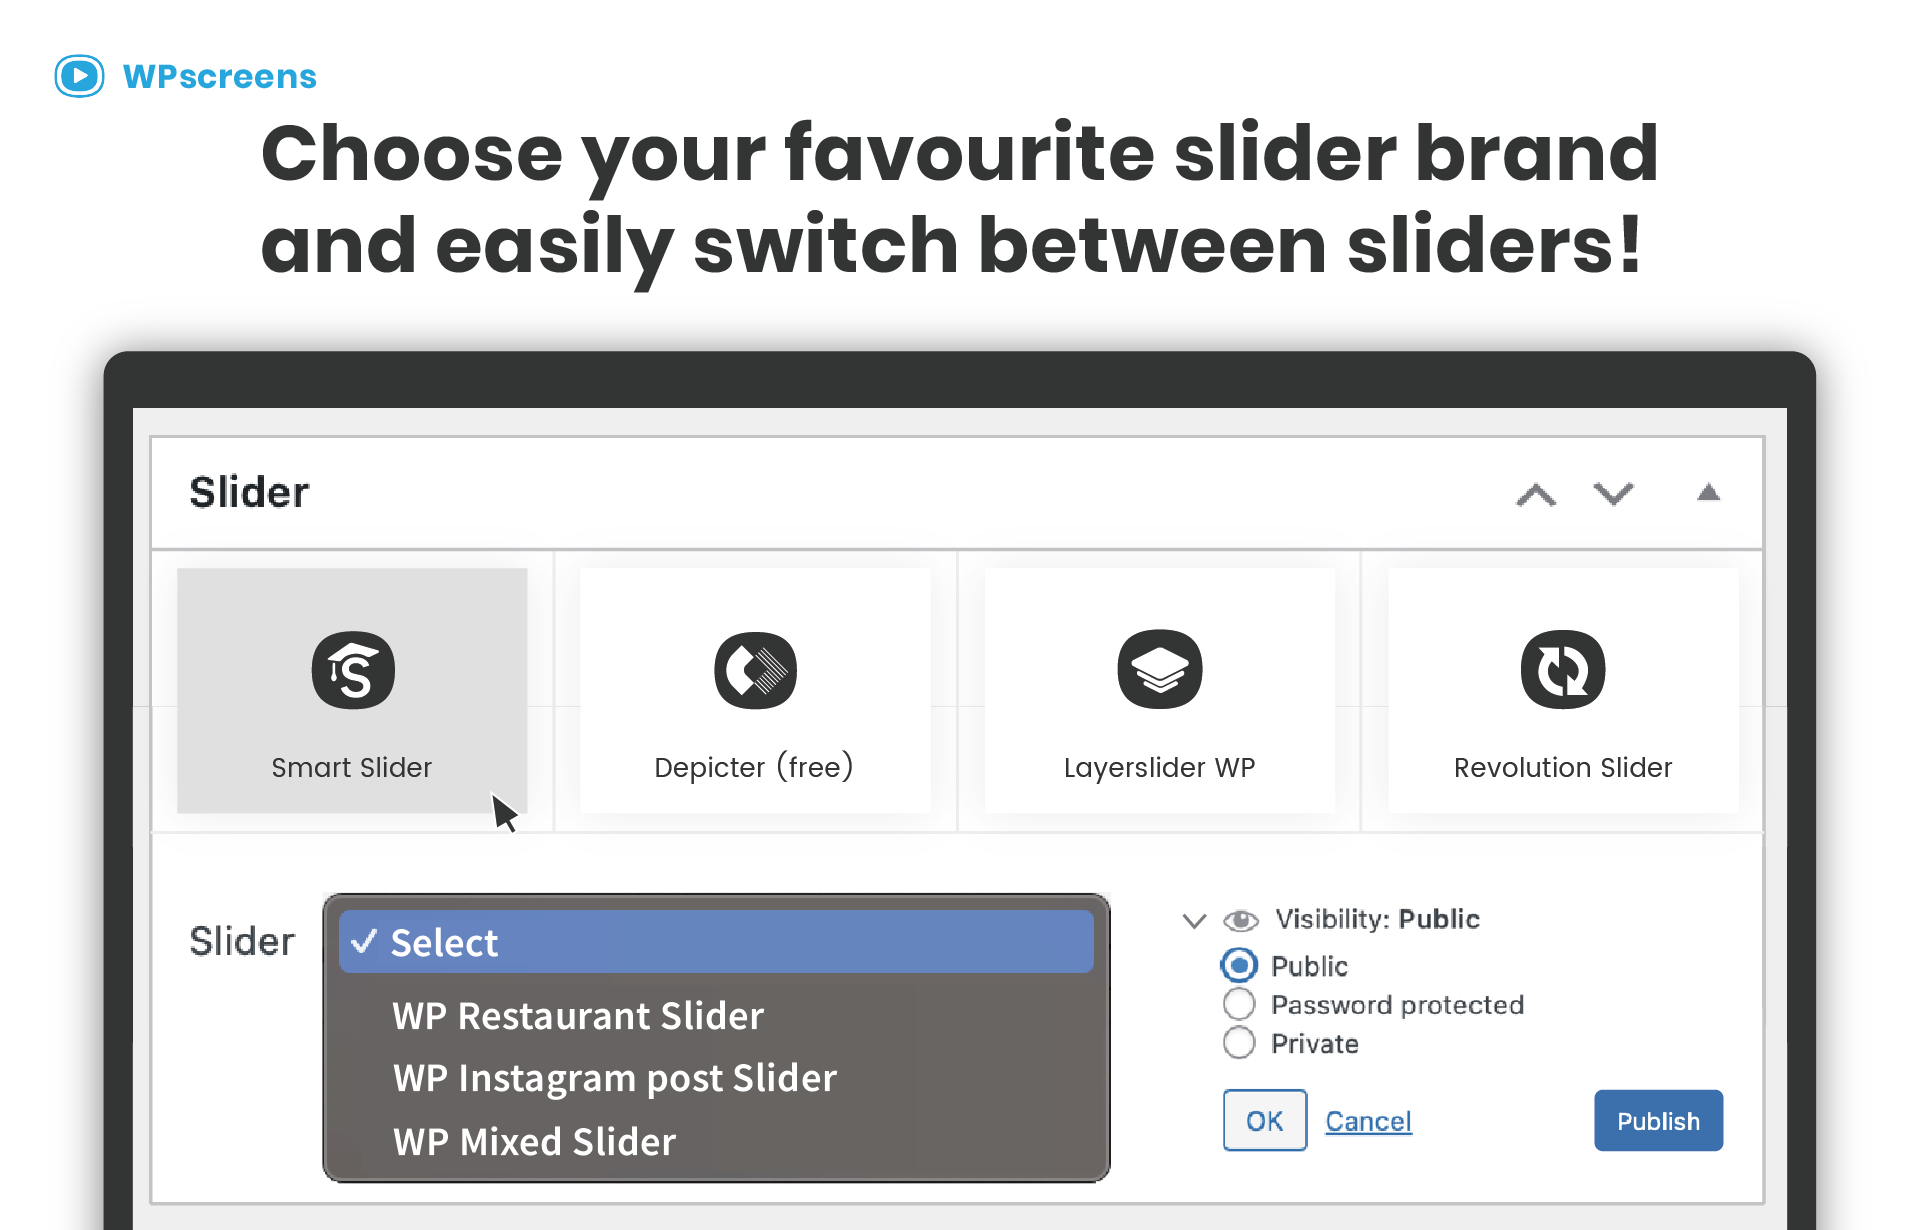 WPscreens
Choose your favourite slider brand
and easily switch between sliders!
Slider
Smart Slider
Depicter (free)
Layerslider WP
Revolution Slider
Slider
✓ Select
WP Restaurant Slider
WP Instagram post Slider
WP Mixed Slider
Visibility: Public
Public
Password protected
Private
OK
Cancel
Publish